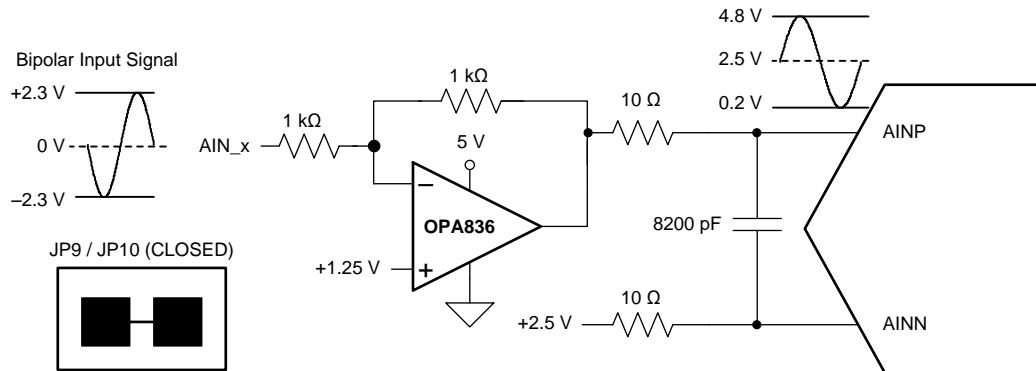 Bipolar Input Signal
+2.3 V
0 V
–2.3 V
JP9 / JP10 (CLOSED)
AIN_x
1 kΩ
1 kΩ
5 V
–
OPA836
+
+1.25 V
10 Ω
4.8 V
2.5 V
0.2 V
AINP
8200 pF
10 Ω
+2.5 V
AINN